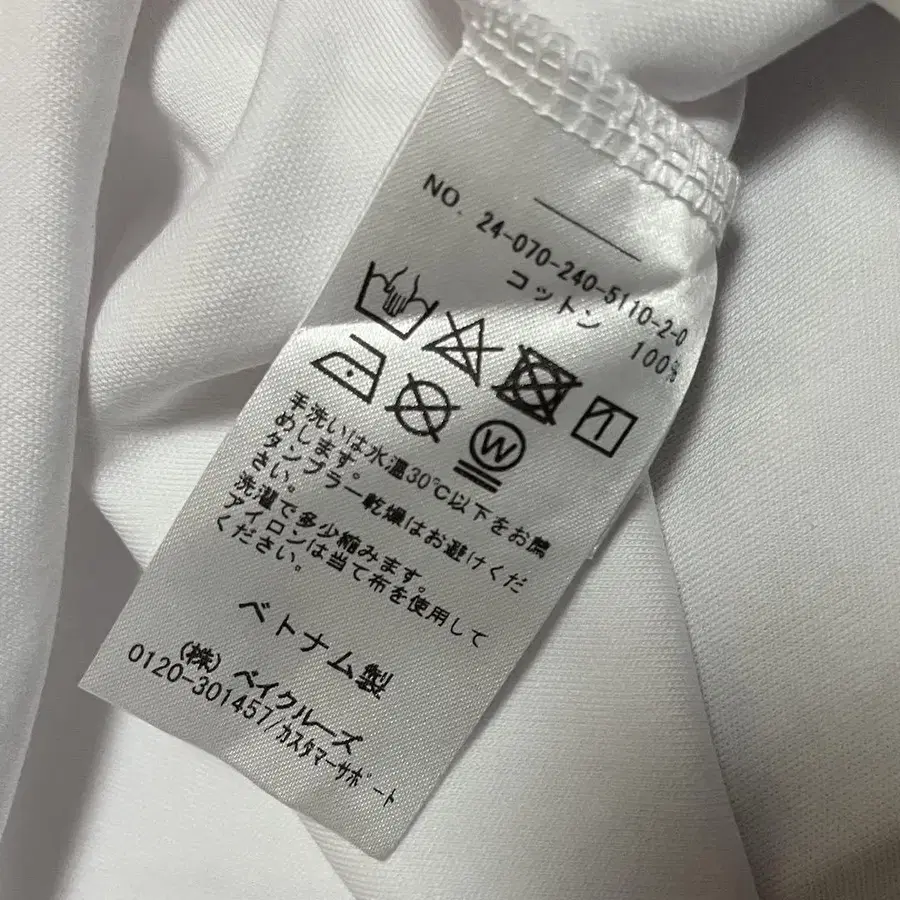 NO. 24-070-240-5110-2-0
コットン 100%
W
手洗いは水温30℃以下をお薦
めします。
タンブラー乾燥はお避けくだ
さい。
洗濯で多少縮みます。
アイロンは当て布を使用して
ください。
ベトナム製
(株)ベイクルーズ
0120-301457/カスタマーサポート